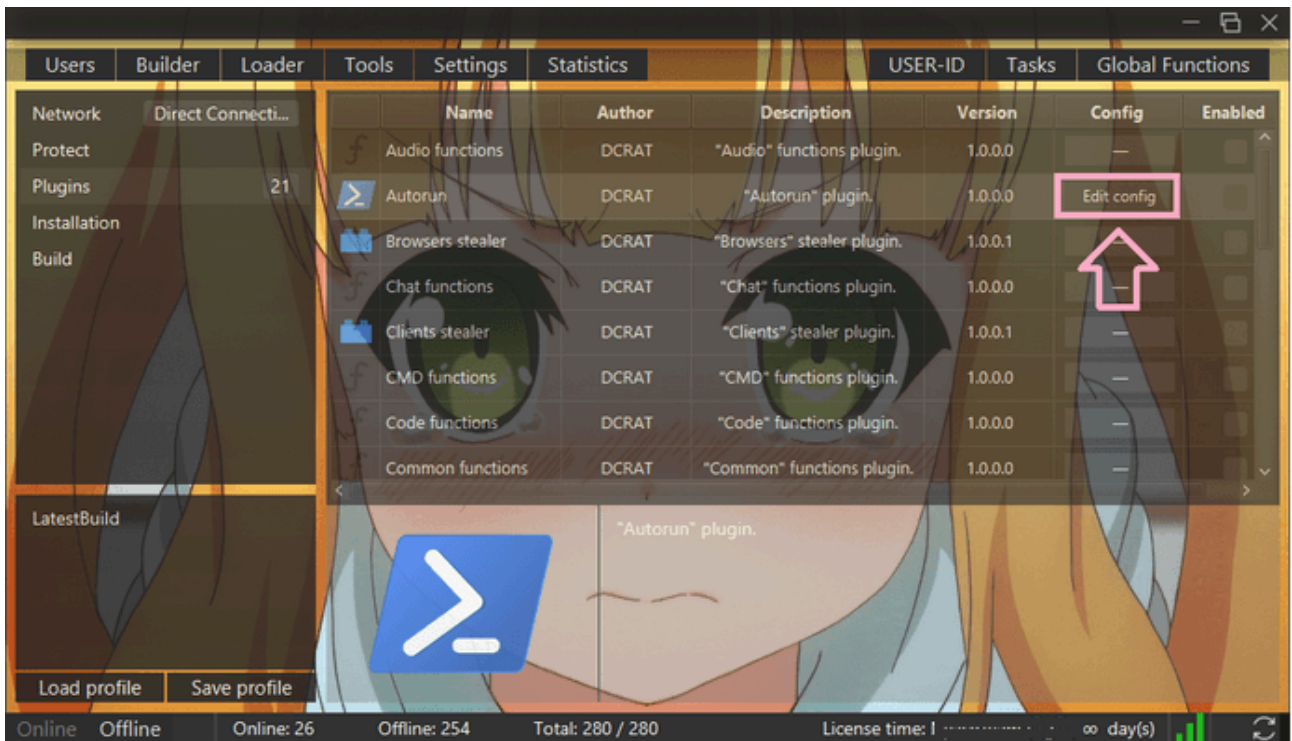 Users Builder Loader Tools Settings Statistics USER-ID Tasks Global Functions
Network Direct Connecti...
Protect
Plugins 21
Installation
Build
Name Author Description Version Config Enabled
Audio functions DCRAT "Audio" functions plugin. 1.0.0.0 —
Autorun DCRAT "Autorun" plugin. 1.0.0.0 Edit config
Browsers stealer DCRAT "Browsers" stealer plugin. 1.0.0.1 —
Chat functions DCRAT "Chat" functions plugin. 1.0.0.0 —
Clients stealer DCRAT "Clients" stealer plugin. 1.0.0.1 —
CMD functions DCRAT "CMD" functions plugin. 1.0.0.0 —
Code functions DCRAT "Code" functions plugin. 1.0.0.0 —
Common functions DCRAT "Common" functions plugin. 1.0.0.0 —
LatestBuild
"Autorun" plugin.
Load profile Save profile
Online Offline Online: 26 Offline: 254 Total: 280 / 280 License time: ∞ day(s)